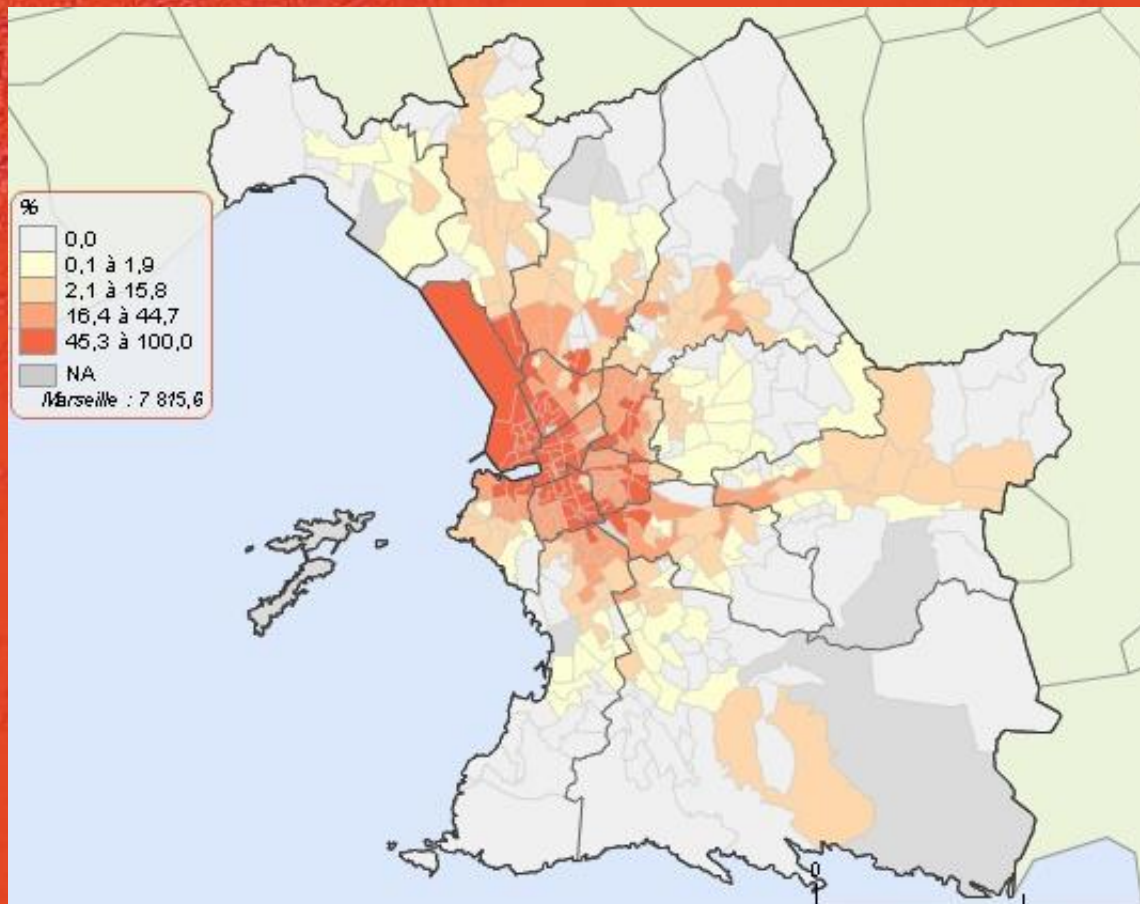 %
0,0
0,1 à 1,9
2,1 à 15,8
16,4 à 44,7
45,3 à 100,0
NA
Marseille : 7 815,6
0